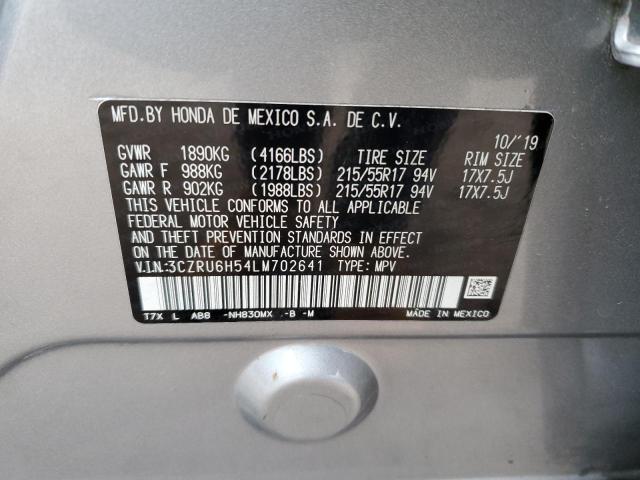 MFD.BY HONDA DE MEXICO S.A. DE C.V.
10/'19
GVWR 1890KG (4166LBS) TIRE SIZE RIM SIZE
GAWR F 988KG (2178LBS) 215/55R17 94V 17X7.5J
GAWR R 902KG (1988LBS) 215/55R17 94V 17X7.5J
THIS VEHICLE CONFORMS TO ALL APPLICABLE
FEDERAL MOTOR VEHICLE SAFETY
AND THEFT PREVENTION STANDARDS IN EFFECT
ON THE DATE OF MANUFACTURE SHOWN ABOVE.
V.I.N:3CZRU6H54LM702641 TYPE: MPV
T7X L AB8 -NH830MX -B -M MADE IN MEXICO